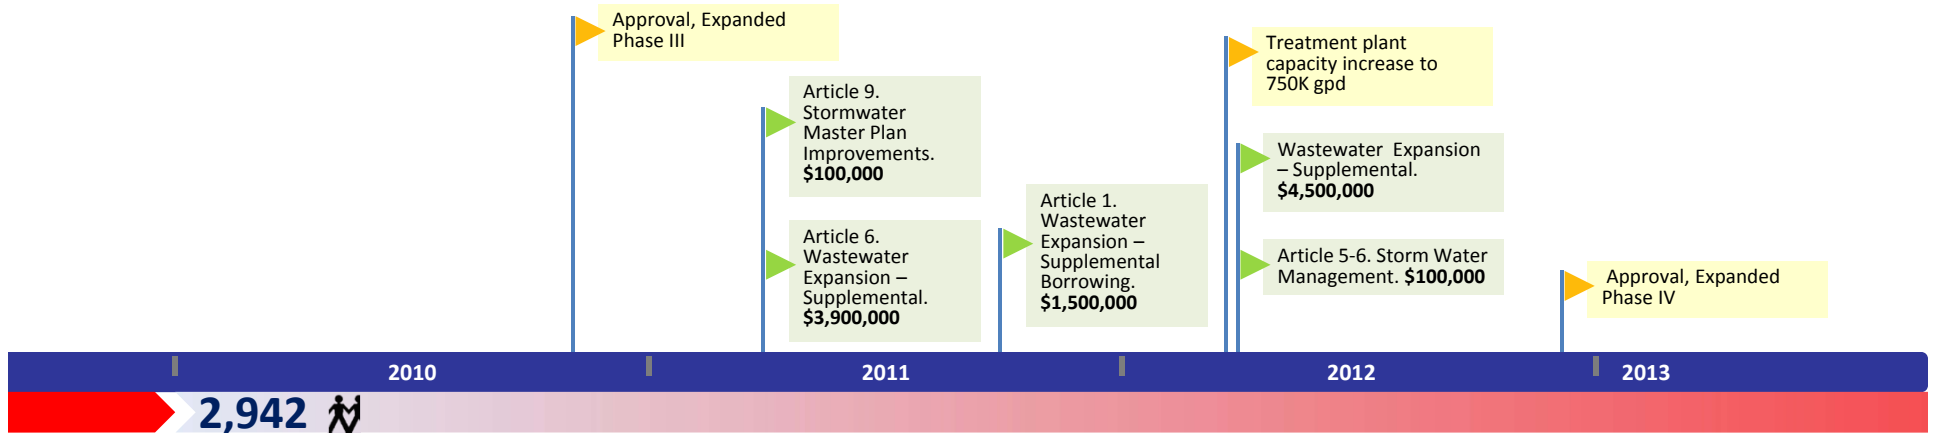 Approval, Expanded
Phase III
Article 9.
Stormwater
Master Plan
Improvements.
$100,000
Article 6.
Wastewater
Expansion –
Supplemental.
$3,900,000
Article 1.
Wastewater
Expansion –
Supplemental
Borrowing.
$1,500,000
Treatment plant
capacity increase to
750K gpd
Wastewater Expansion
– Supplemental.
$4,500,000
Article 5-6. Storm Water
Management. $100,000
Approval, Expanded
Phase IV
2010 2011 2012 2013
2,942